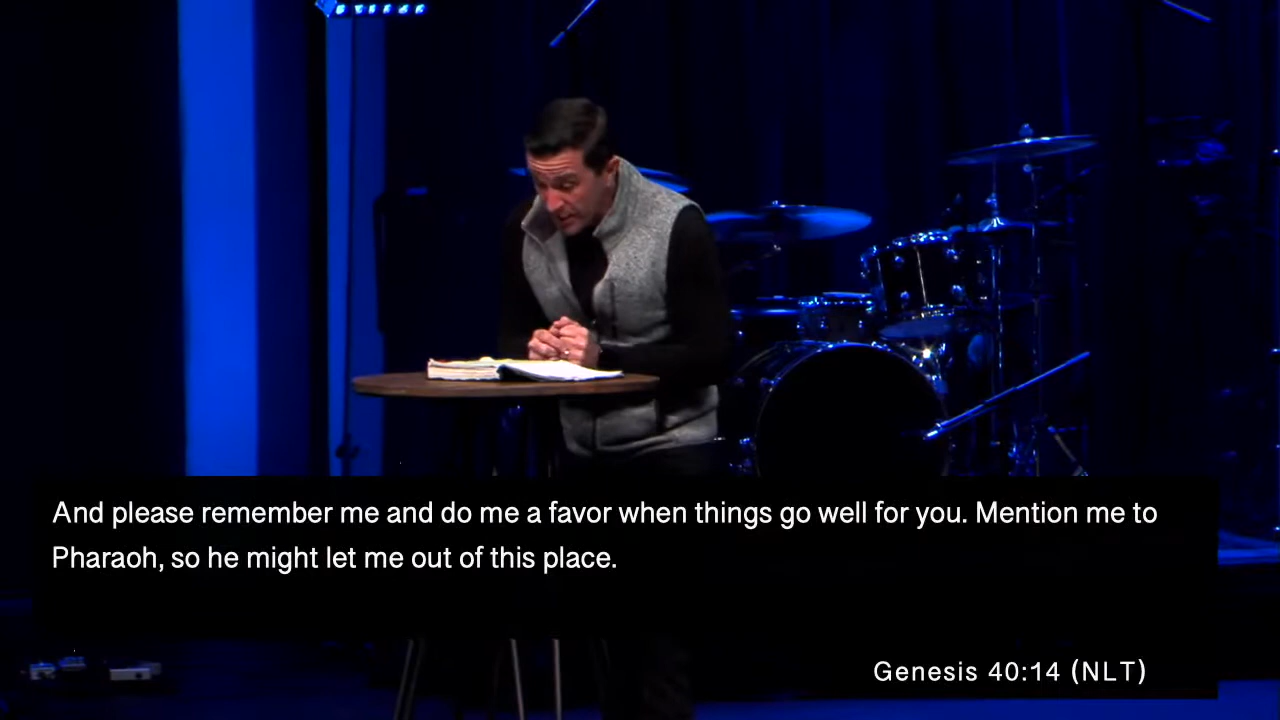 And please remember me and do me a favor when things go well for you. Mention me to
Pharaoh, so he might let me out of this place.
Genesis 40:14 (NLT)